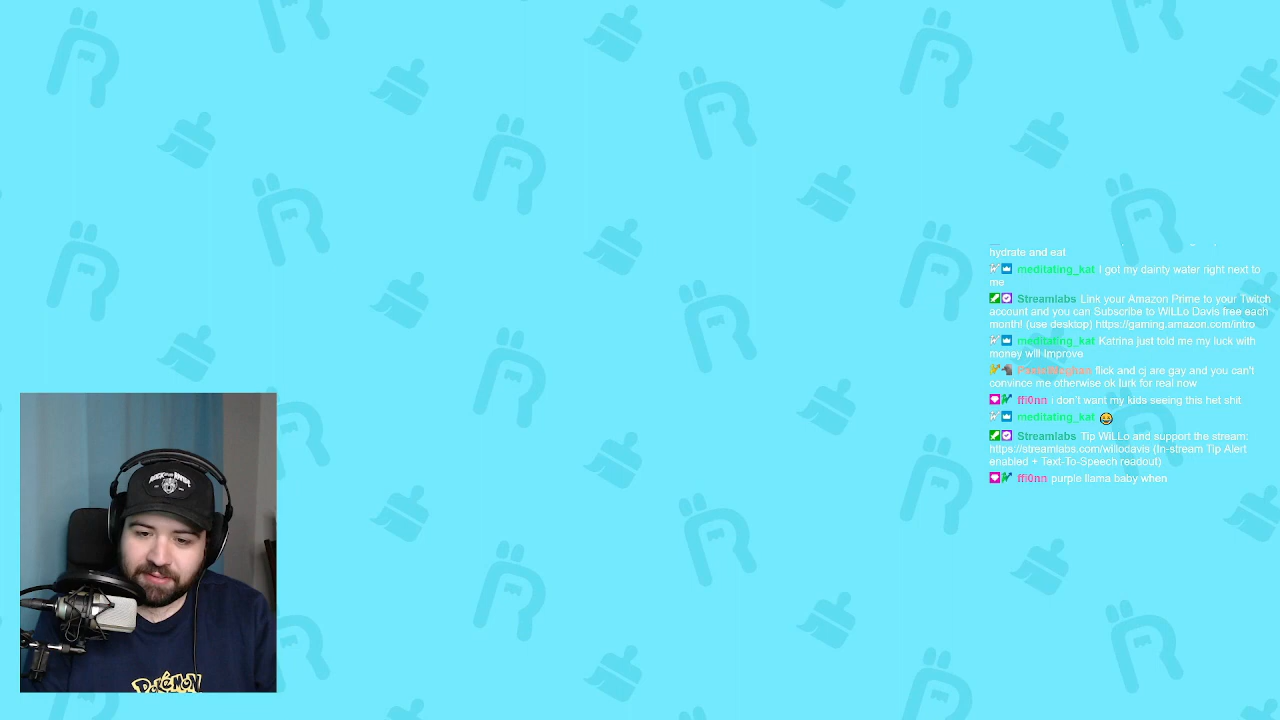 hydrate and eat
meditating_kat I got my dainty water right next to
me
Streamlabs Link your Amazon Prime to your Twitch
account and you can Subscribe to WiLLo Davis free each
month! (use desktop) https://gaming.amazon.com/intro
meditating_kat Katrina just told me my luck with
money will Improve
flick and cj are gay and you can't
convince me otherwise ok lurk for real now
ffi0nn i don't want my kids seeing this het shit
meditating_kat
Streamlabs Tip WiLLo and support the stream:
https://streamlabs.com/willodavis (In-stream Tip Alert
enabled + Text-To-Speech readout)
ffi0nn purple llama baby when
POKéMON